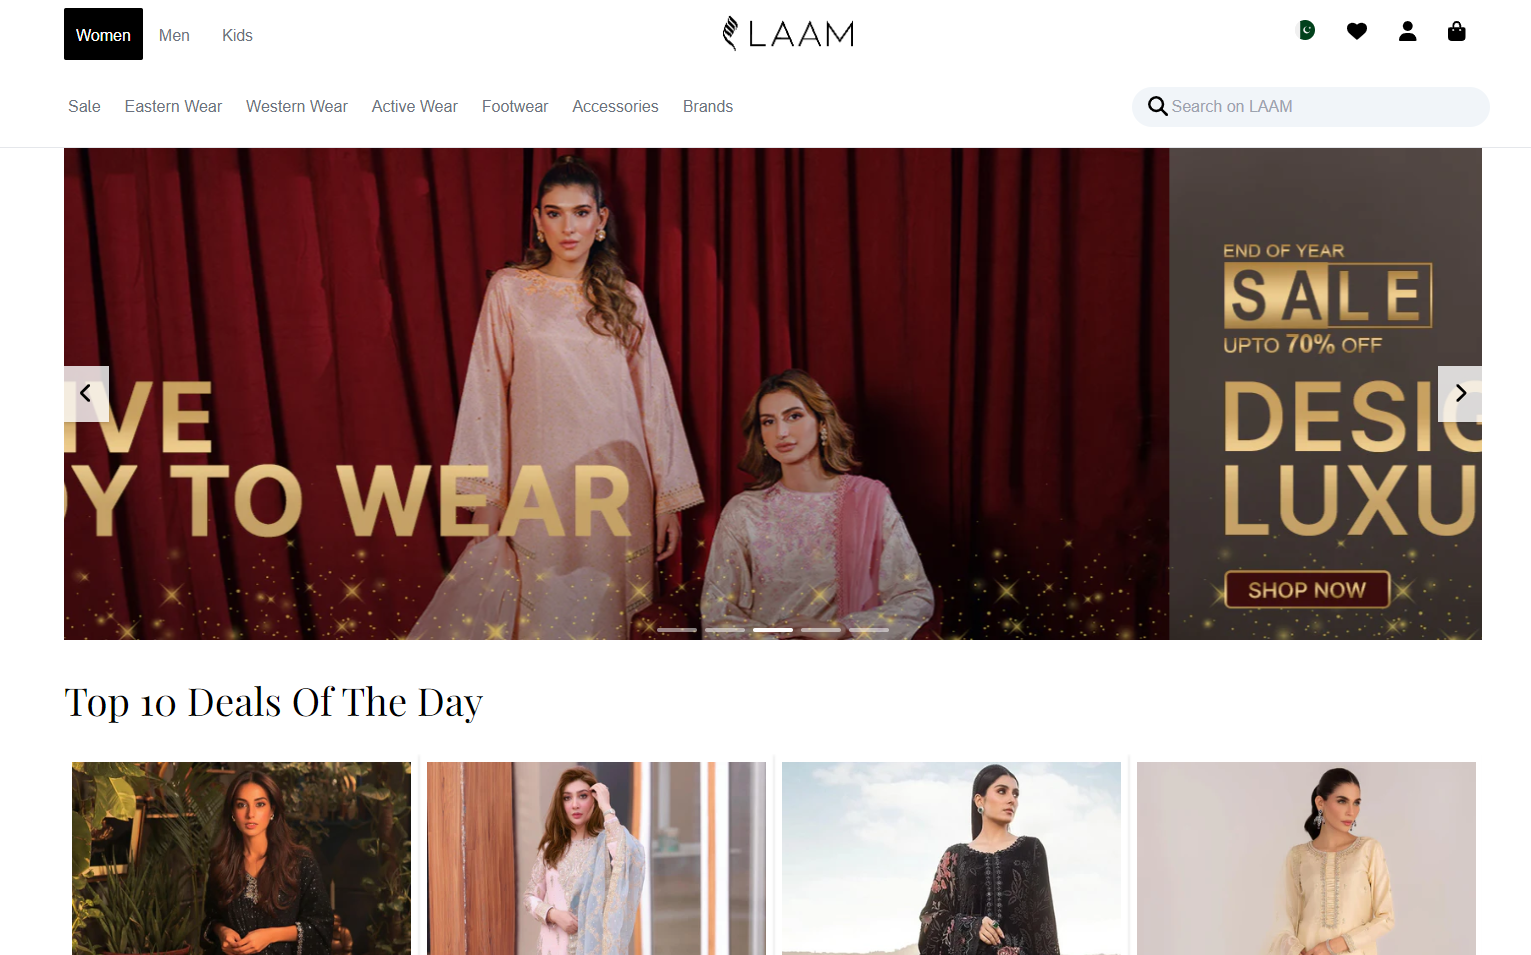 Women Men Kids
LAAM
Sale Eastern Wear Western Wear Active Wear Footwear Accessories Brands
Search on LAAM
END OF YEAR
SALE
UPTO 70% OFF
IVE
Y TO WEAR
DESIG
LUXU
SHOP NOW
Top 10 Deals Of The Day